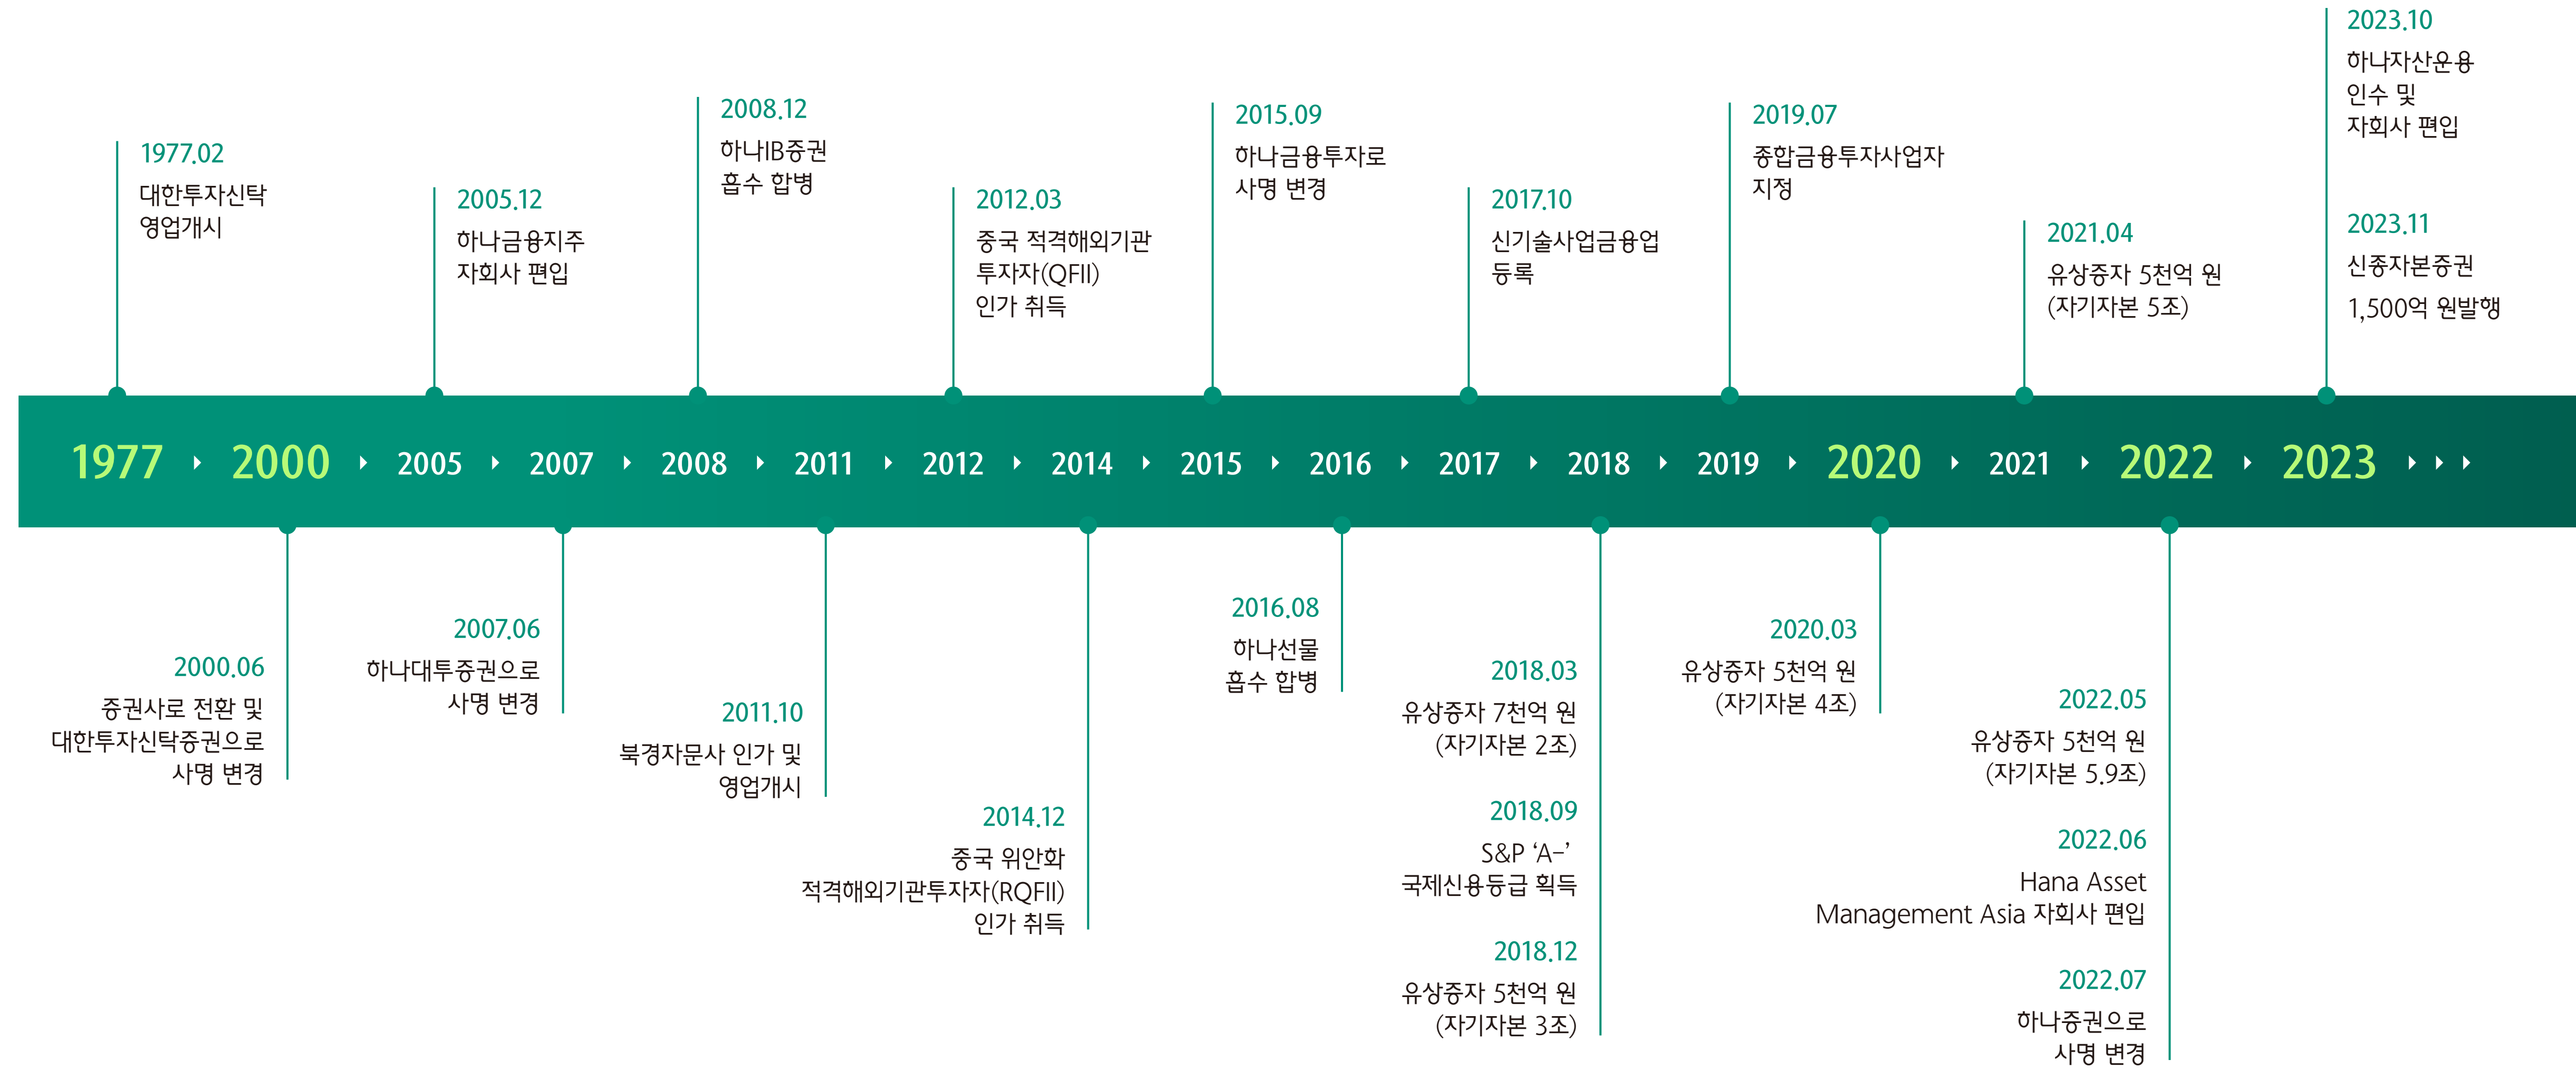 1977.02
대한투자신탁
영업개시
2005.12
하나금융지주
자회사 편입
2008.12
하나IB증권
흡수 합병
2012.03
중국 적격해외기관
투자자(QFII)
인가 취득
2015.09
하나금융투자로
사명 변경
2017.10
신기술사업금융업
등록
2019.07
종합금융투자사업자
지정
2021.04
유상증자 5천억 원
(자기자본 5조)
2023.10
하나자산운용
인수 및
자회사 편입
2023.11
신종자본증권
1,500억 원발행
1977 2000 2005 2007 2008 2011 2012 2014 2015 2016 2017 2018 2019 2020 2021 2022 2023
2000.06
증권사로 전환 및
대한투자신탁증권으로
사명 변경
2007.06
하나대투증권으로
사명 변경
2011.10
북경자문사 인가 및
영업개시
2014.12
중국 위안화
적격해외기관투자자(RQFII)
인가 취득
2016.08
하나선물
흡수 합병
2018.03
유상증자 7천억 원
(자기자본 2조)
2018.09
S&P ‘A-’
국제신용등급 획득
2018.12
유상증자 5천억 원
(자기자본 3조)
2020.03
유상증자 5천억 원
(자기자본 4조)
2022.05
유상증자 5천억 원
(자기자본 5.9조)
2022.06
Hana Asset
Management Asia 자회사 편입
2022.07
하나증권으로
사명 변경